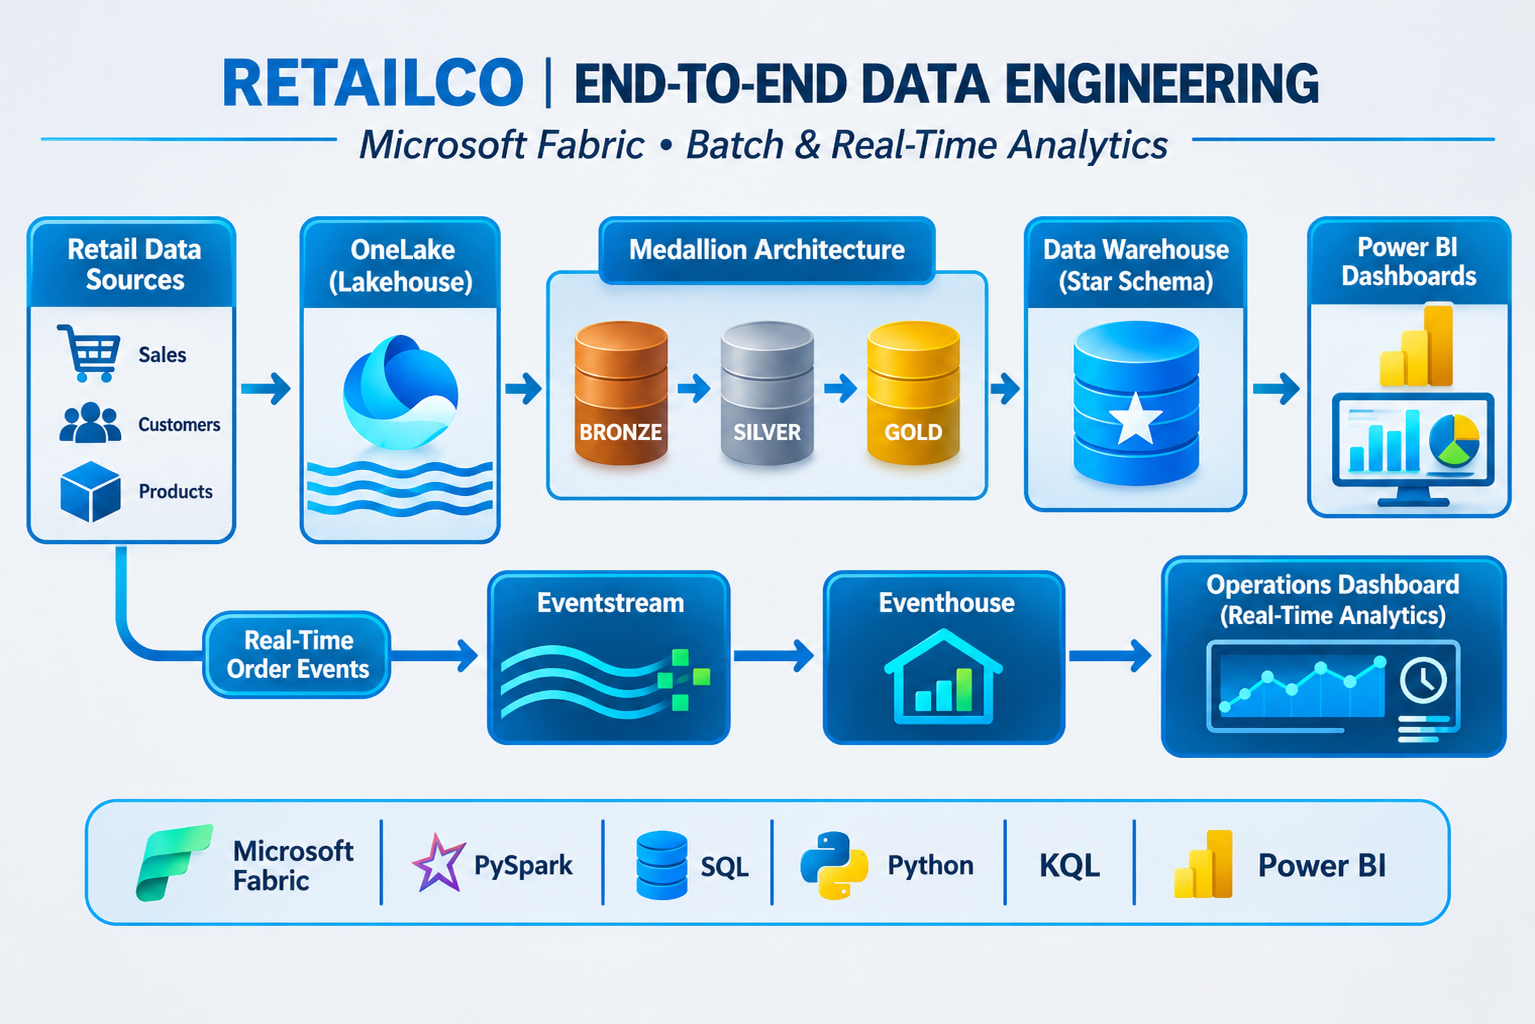 RETAILCO | END-TO-END DATA ENGINEERING
Microsoft Fabric • Batch & Real-Time Analytics
Retail Data
Sources
Sales
Customers
Products
OneLake
(Lakehouse)
Medallion Architecture
BRONZE
SILVER
GOLD
Data Warehouse
(Star Schema)
Power BI
Dashboards
Real-Time
Order Events
Eventstream
Eventhouse
Operations Dashboard
(Real-Time Analytics)
Microsoft
Fabric
PySpark
SQL
Python
KQL
Power BI